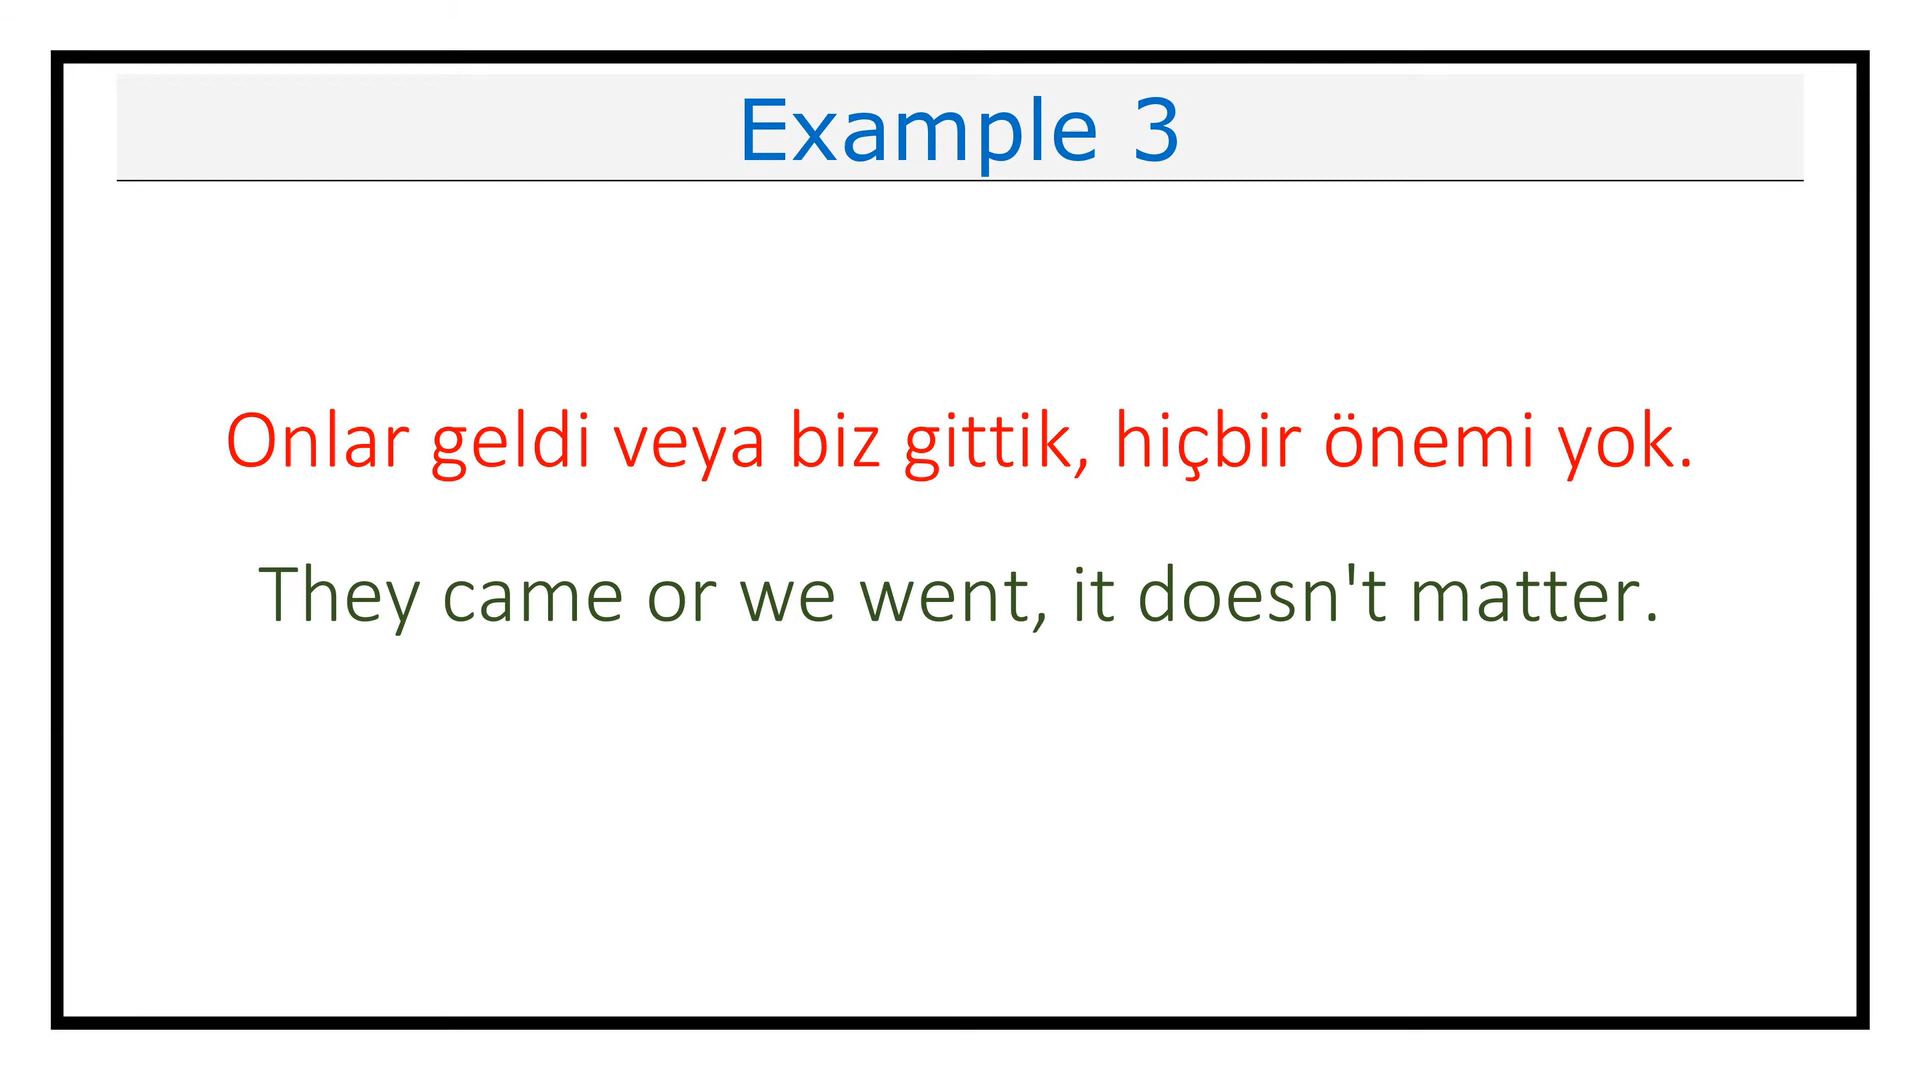 Example 3
Onlar geldi veya biz gittik, hiçbir önemi yok.
They came or we went, it doesn't matter.